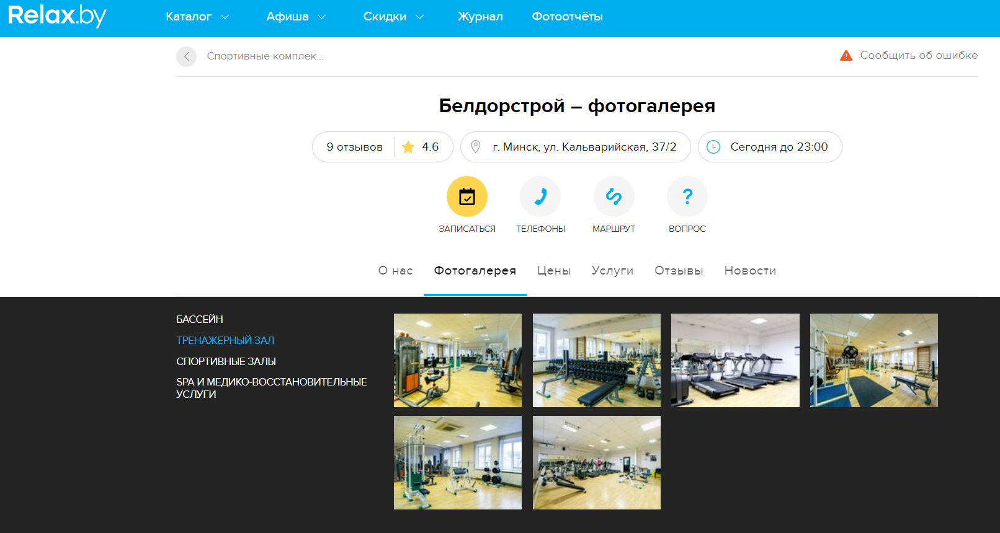 Relax.by
Каталог
Афиша
Скидки
Журнал
Фотоотчёты
Спортивные комплек...
Сообщить об ошибке
Белдорстрой – фотогалерея
9 отзывов
4.6
г. Минск, ул. Кальварийская, 37/2
Сегодня до 23:00
ЗАПИСАТЬСЯ
ТЕЛЕФОНЫ
МАРШРУТ
ВОПРОС
О нас
Фотогалерея
Цены
Услуги
Отзывы
Новости
БАССЕЙН
ТРЕНАЖЕРНЫЙ ЗАЛ
СПОРТИВНЫЕ ЗАЛЫ
SPA И МЕДИКО-ВОССТАНОВИТЕЛЬНЫЕ
УСЛУГИ